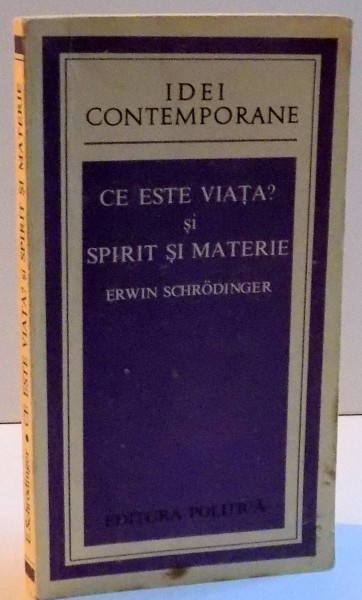 IDEI
CONTEMPORANE
CE ESTE VIAȚA?
și
SPIRIT ȘI MATERIE
ERWIN SCHRÖDINGER
EDITURA POLITICĂ
E. Schrödinger • CE ESTE VIAȚA? și SPIRIT ȘI MATERIE